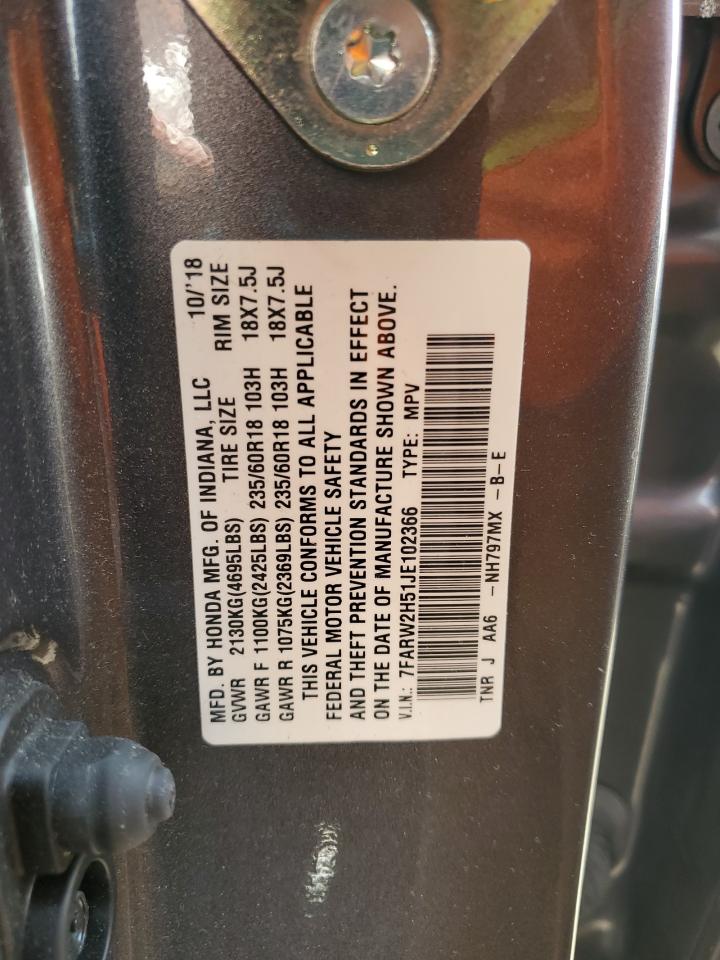 MFD. BY HONDA MFG. OF INDIANA, LLC 10/'18
GVWR 2130KG(4695LBS) TIRE SIZE RIM SIZE
GAWR F 1100KG(2425LBS) 235/60R18 103H 18X7.5J
GAWR R 1075KG(2369LBS) 235/60R18 103H 18X7.5J
THIS VEHICLE CONFORMS TO ALL APPLICABLE
FEDERAL MOTOR VEHICLE SAFETY
AND THEFT PREVENTION STANDARDS IN EFFECT
ON THE DATE OF MANUFACTURE SHOWN ABOVE.
V.I.N.: 7FARW2H51JE102366 TYPE: MPV
TNR J AA6 -NH797MX -B-E